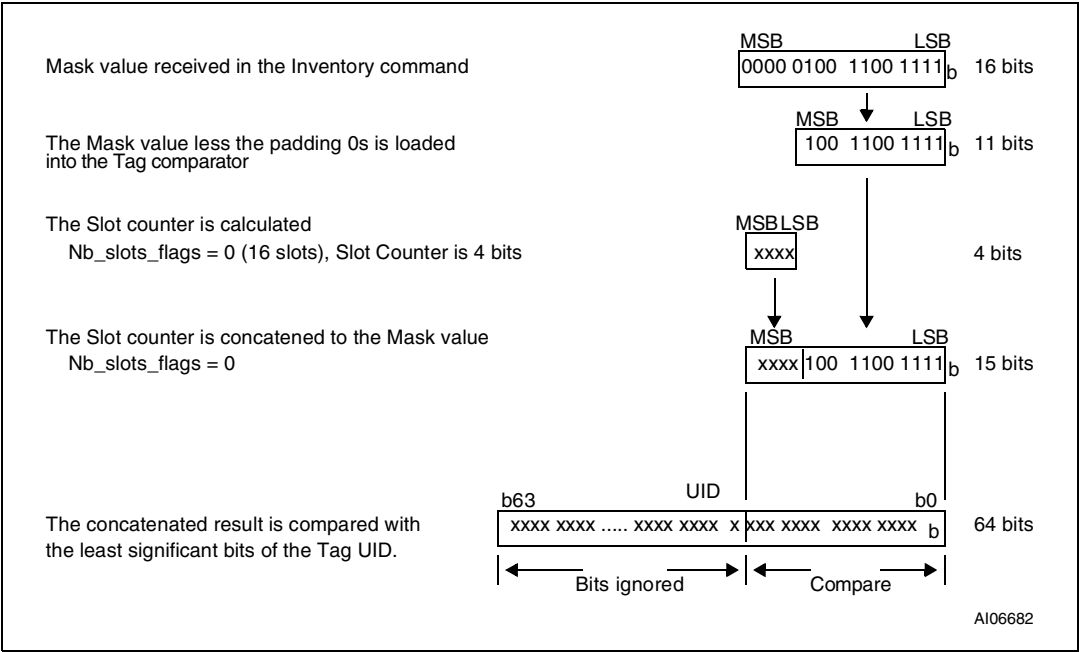 MSB LSB
Mask value received in the Inventory command 0000 0100 1100 1111 b 16 bits
MSB LSB
The Mask value less the padding 0s is loaded
into the Tag comparator 100 1100 1111 b 11 bits
The Slot counter is calculated MSB LSB
Nb_slots_flags = 0 (16 slots), Slot Counter is 4 bits xxxx 4 bits
The Slot counter is concatened to the Mask value MSB LSB
Nb_slots_flags = 0 xxxx 100 1100 1111 b 15 bits
UID
b63 b0
The concatenated result is compared with xxxx xxxx ..... xxxx xxxx x xxx xxxx xxxx xxxx b 64 bits
the least significant bits of the Tag UID.
Bits ignored Compare
AI06682